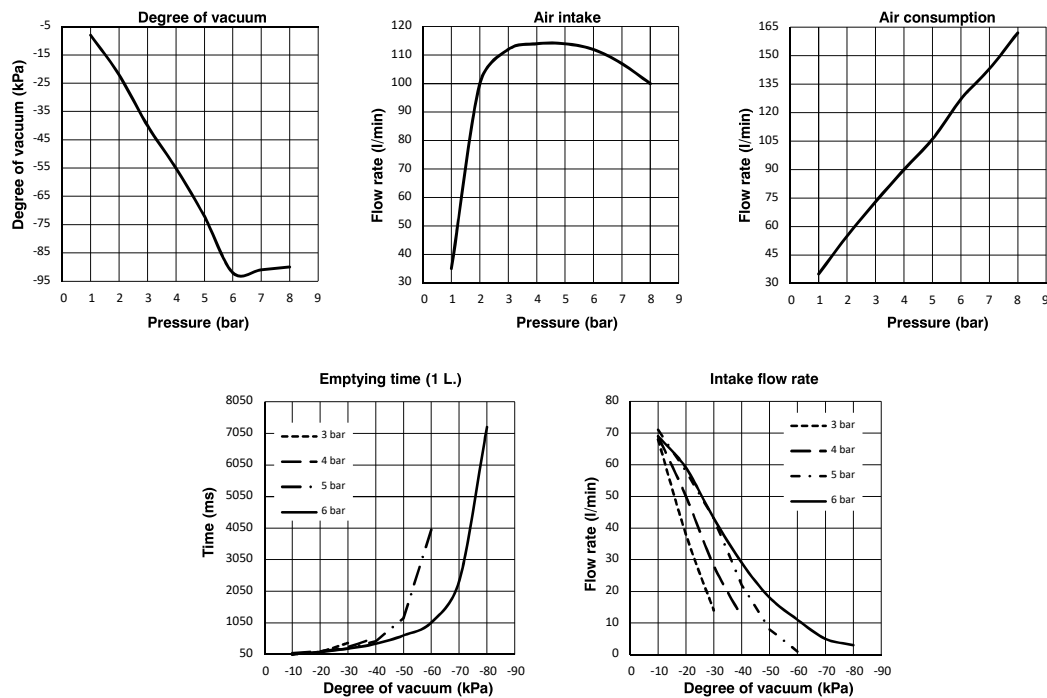 Degree of vacuum
-5
-15
-25
-35
-45
-55
-65
-75
-85
-95
Degree of vacuum (kPa)
0 1 2 3 4 5 6 7 8 9
Pressure (bar)
Air intake
120
110
100
90
80
70
60
50
40
30
Flow rate (l/min)
0 1 2 3 4 5 6 7 8 9
Pressure (bar)
Air consumption
165
150
135
120
105
90
75
60
45
30
Flow rate (l/min)
0 1 2 3 4 5 6 7 8 9
Pressure (bar)
Emptying time (1 L.)
8050
7050
6050
5050
4050
3050
2050
1050
50
Time (ms)
3 bar
4 bar
5 bar
6 bar
0 -10 -20 -30 -40 -50 -60 -70 -80 -90
Degree of vacuum (kPa)
Intake flow rate
80
70
60
50
40
30
20
10
0
Flow rate (l/min)
3 bar
4 bar
5 bar
6 bar
0 -10 -20 -30 -40 -50 -60 -70 -80 -90
Degree of vacuum (kPa)